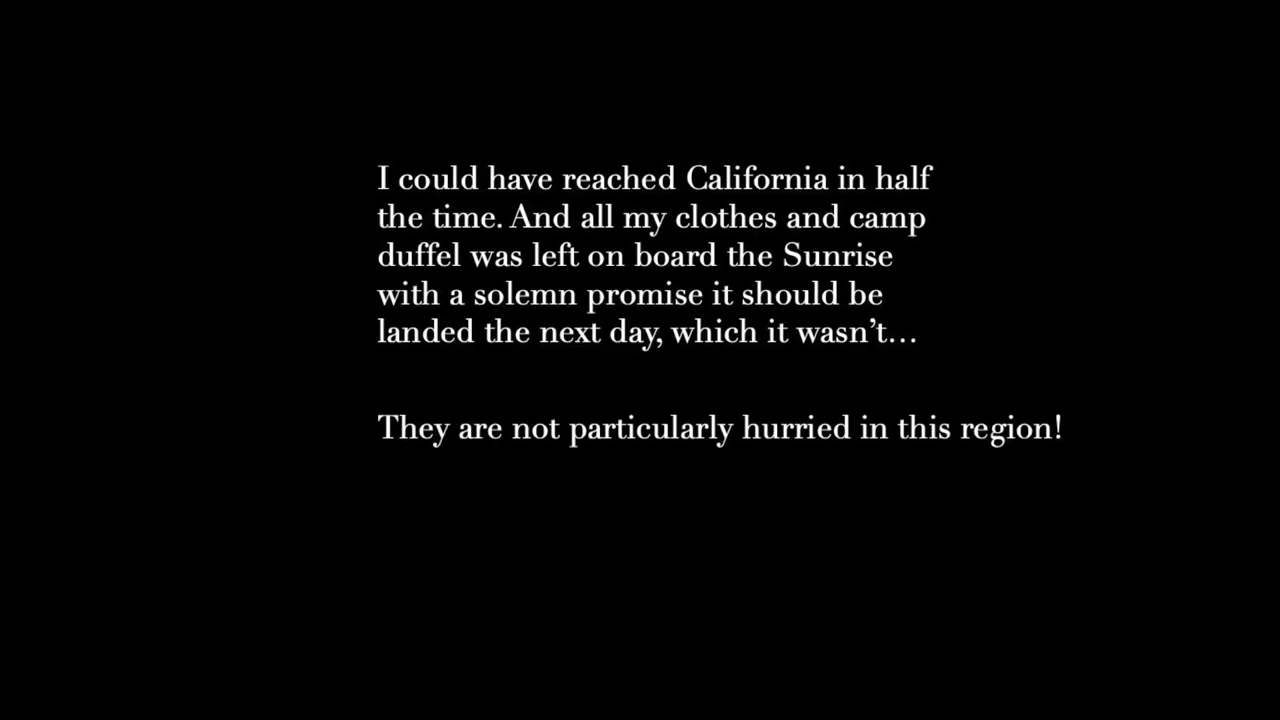 I could have reached California in half
the time. And all my clothes and camp
duffel was left on board the Sunrise
with a solemn promise it should be
landed the next day, which it wasn’t...
They are not particularly hurried in this region!